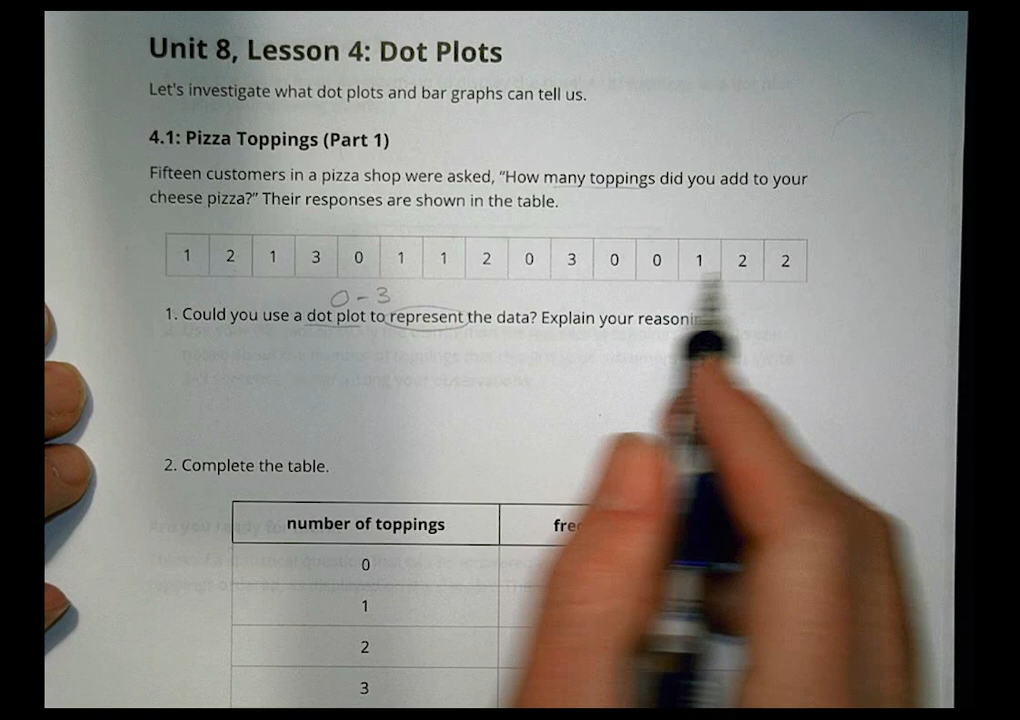 Unit 8, Lesson 4: Dot Plots
Let's investigate what dot plots and bar graphs can tell us.
4.1: Pizza Toppings (Part 1)
Fifteen customers in a pizza shop were asked, “How many toppings did you add to your
cheese pizza?” Their responses are shown in the table.
1 2 1 3 0 1 1 2 0 3 0 0 1 2 2
0-3
1. Could you use a dot plot to represent the data? Explain your
2. Complete the table.
number of toppings
0
1
2
3